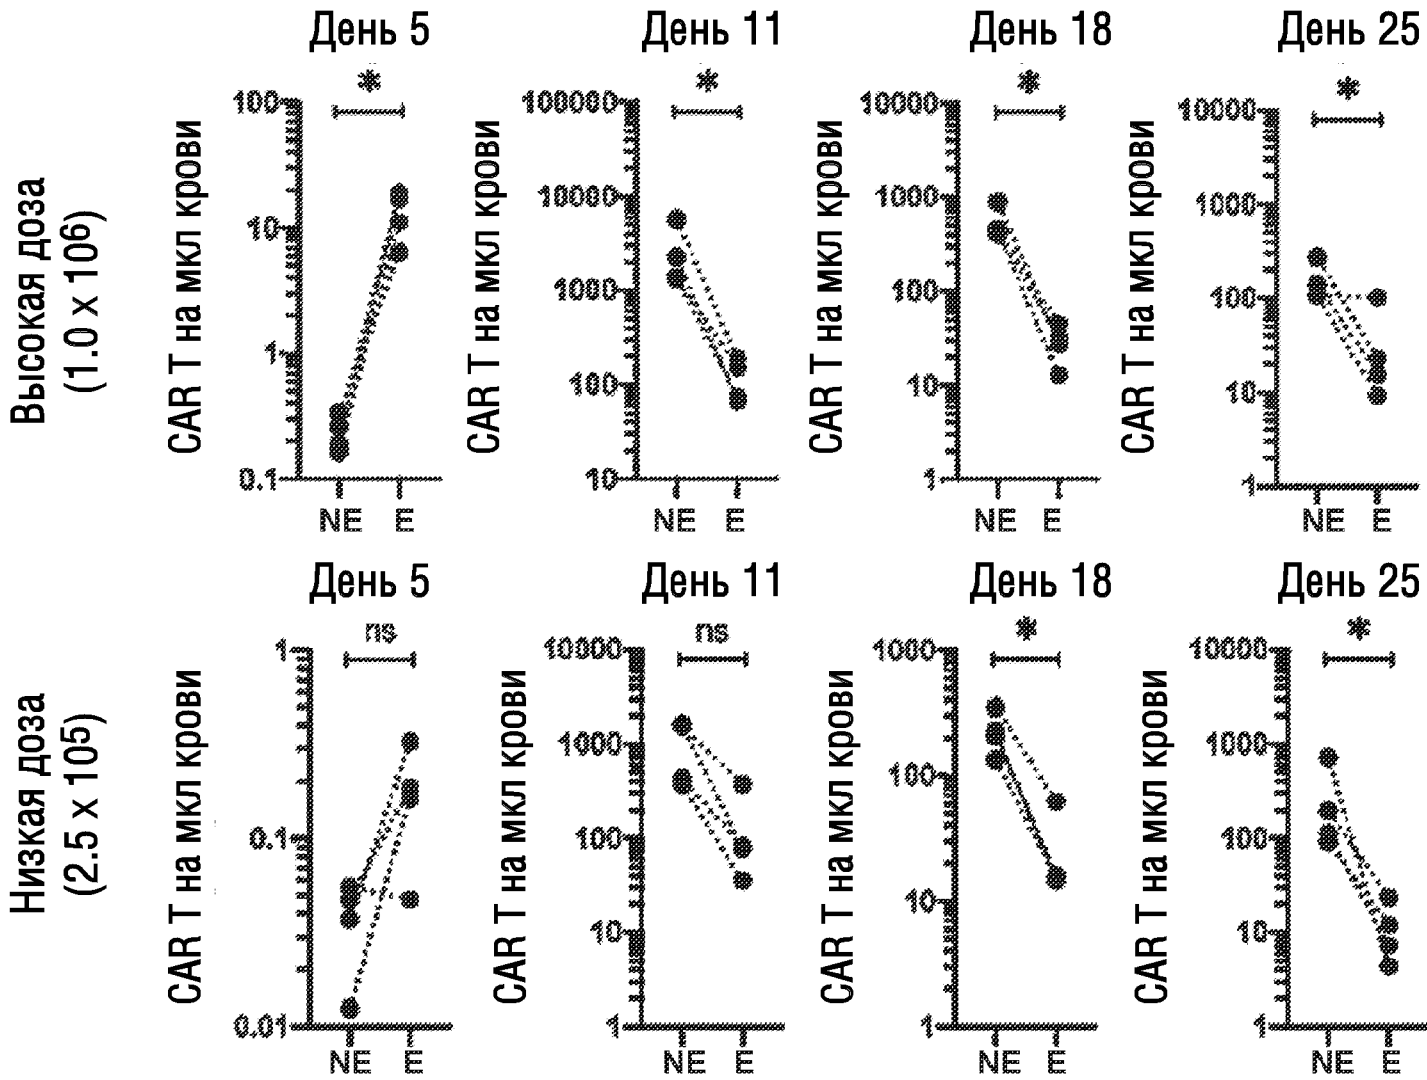 День 5
День 11
День 18
День 25
Высокая доза
(1.0 x 10⁶)
CAR T на мкл крови
*
100
10
1
0.1
NE E
CAR T на мкл крови
*
100000
10000
1000
100
10
NE E
CAR T на мкл крови
*
10000
1000
100
10
1
NE E
CAR T на мкл крови
*
10000
1000
100
10
1
NE E
День 5
День 11
День 18
День 25
Низкая доза
(2.5 x 10⁵)
CAR T на мкл крови
ns
1
0.1
0.01
NE E
CAR T на мкл крови
ns
10000
1000
100
10
1
NE E
CAR T на мкл крови
*
1000
100
10
1
NE E
CAR T на мкл крови
*
10000
1000
100
10
1
NE E